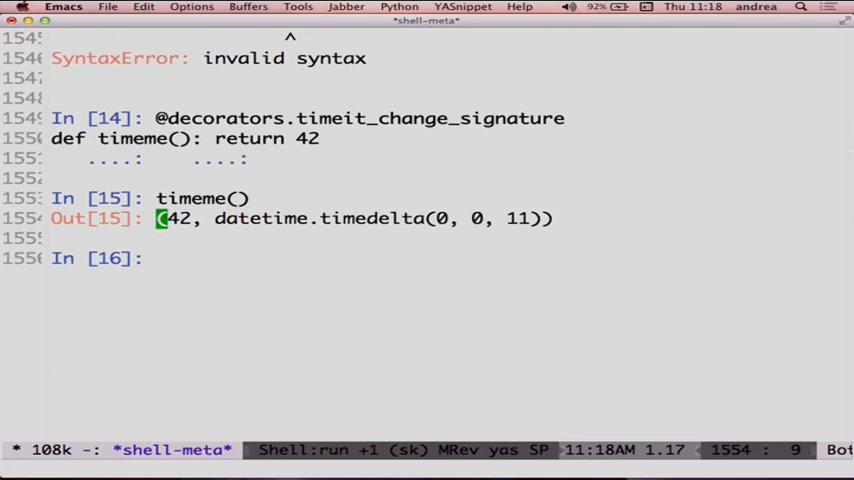 Emacs File Edit Options Buffers Tools Jabber Python YASnippet Help 92% Thu 11:18 andrea
*shell-meta*
1545 ^
1546 SyntaxError: invalid syntax
1547
1548
1549 In [14]: @decorators.timeit_change_signature
1550 def timeme(): return 42
1551 ....: ....:
1552
1553 In [15]: timeme()
1554 Out[15]: (42, datetime.timedelta(0, 0, 11))
1555
1556 In [16]:
* 108k -: *shell-meta* Shell:run +1 (sk) MRev yas SP 11:18AM 1.17 1554 : 9 Bot